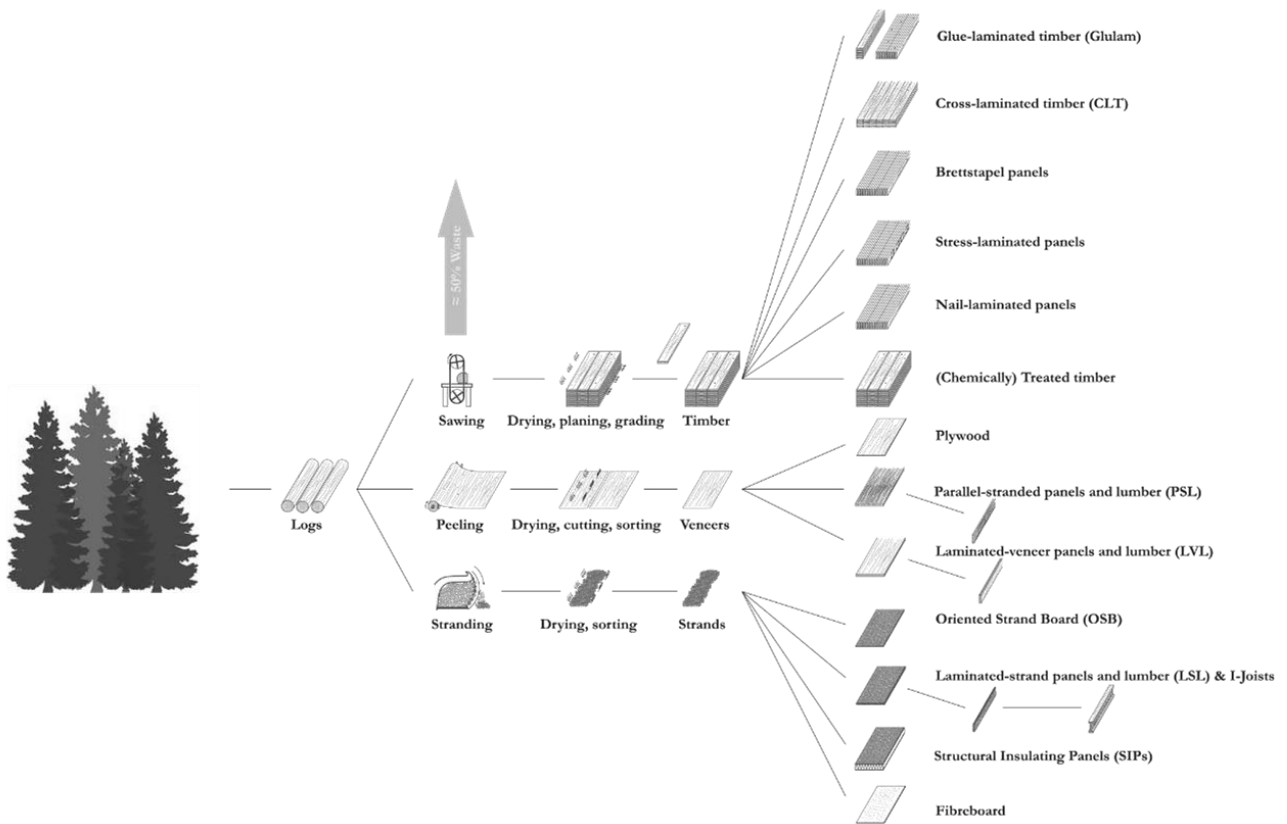 Glue-laminated timber (Glulam)
Cross-laminated timber (CLT)
Brettstapel panels
Stress-laminated panels
Nail-laminated panels
(Chemically) Treated timber
Plywood
Parallel-stranded panels and lumber (PSL)
Laminated-veneer panels and lumber (LVL)
Oriented Strand Board (OSB)
Laminated-strand panels and lumber (LSL) & I-Joists
Structural Insulating Panels (SIPs)
Fibreboard
≈ 50% Waste
Sawing
Drying, planing, grading
Timber
Logs
Peeling
Drying, cutting, sorting
Veneers
Stranding
Drying, sorting
Strands